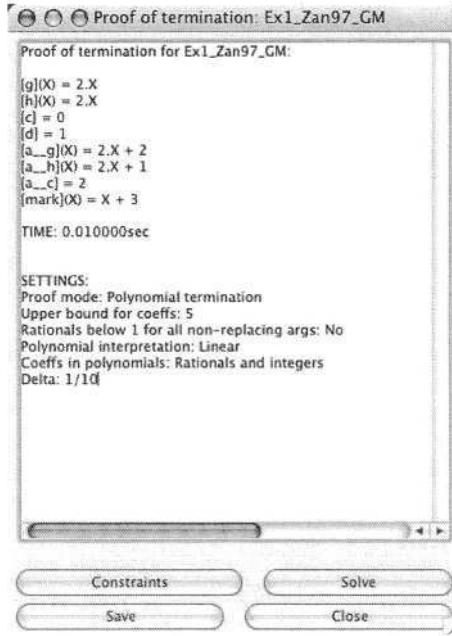 Proof of termination: Ex1_Zan97_GM
Proof of termination for Ex1_Zan97_GM:
[g](X) = 2.X
[h](X) = 2.X
[c] = 0
[d] = 1
[a__g](X) = 2.X + 2
[a__h](X) = 2.X + 1
[a__c] = 2
[mark](X) = X + 3
TIME: 0.010000sec
SETTINGS:
Proof mode: Polynomial termination
Upper bound for coeffs: 5
Rationals below 1 for all non-replacing args: No
Polynomial interpretation: Linear
Coeffs in polynomials: Rationals and integers
Delta: 1/10
Constraints
Solve
Save
Close